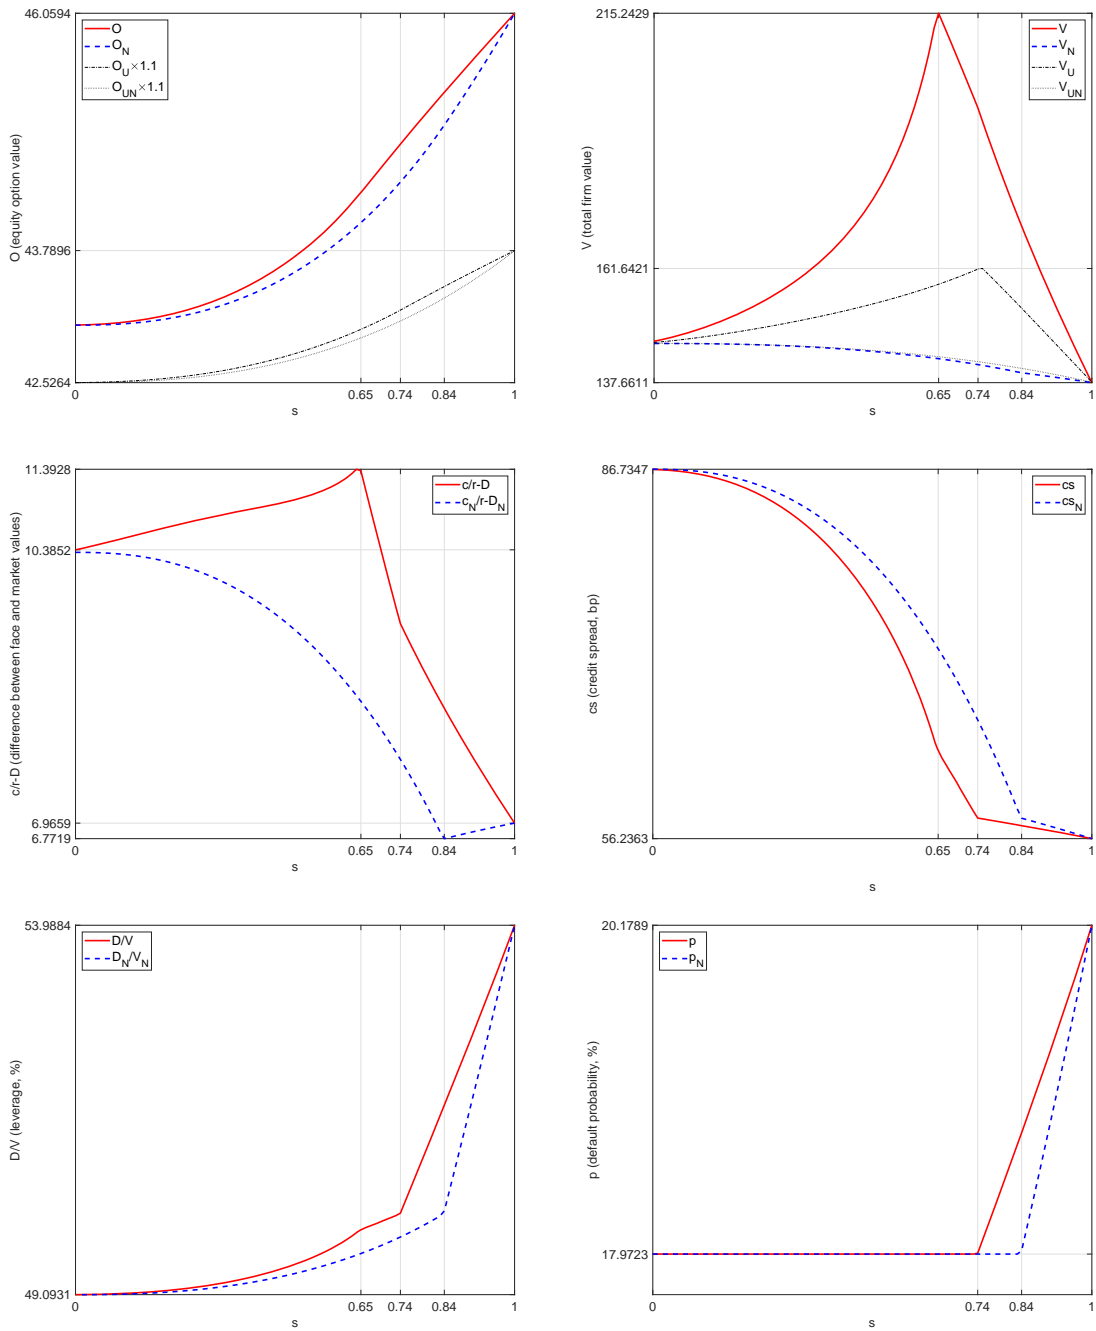 46.0594
43.7896
42.5264
O (equity option value)
O
O_N
O_U×1.1
O_UN×1.1
0
0.65
0.74
0.84
1
s
215.2429
161.6421
137.6611
V (total firm value)
V
V_N
V_U
V_UN
0
0.65
0.74
0.84
1
s
11.3928
10.3852
6.9659
6.7719
c/r-D (difference between face and market values)
c/r-D
c_N/r-D_N
0
0.65
0.74
0.84
1
s
86.7347
56.2363
cs (credit spread, bp)
cs
cs_N
0
0.65
0.74
0.84
1
s
53.9884
49.0931
D/V (leverage, %)
D/V
D_N/V_N
0
0.65
0.74
0.84
1
s
20.1789
17.9723
p (default probability, %)
p
p_N
0
0.74
0.84
1
s